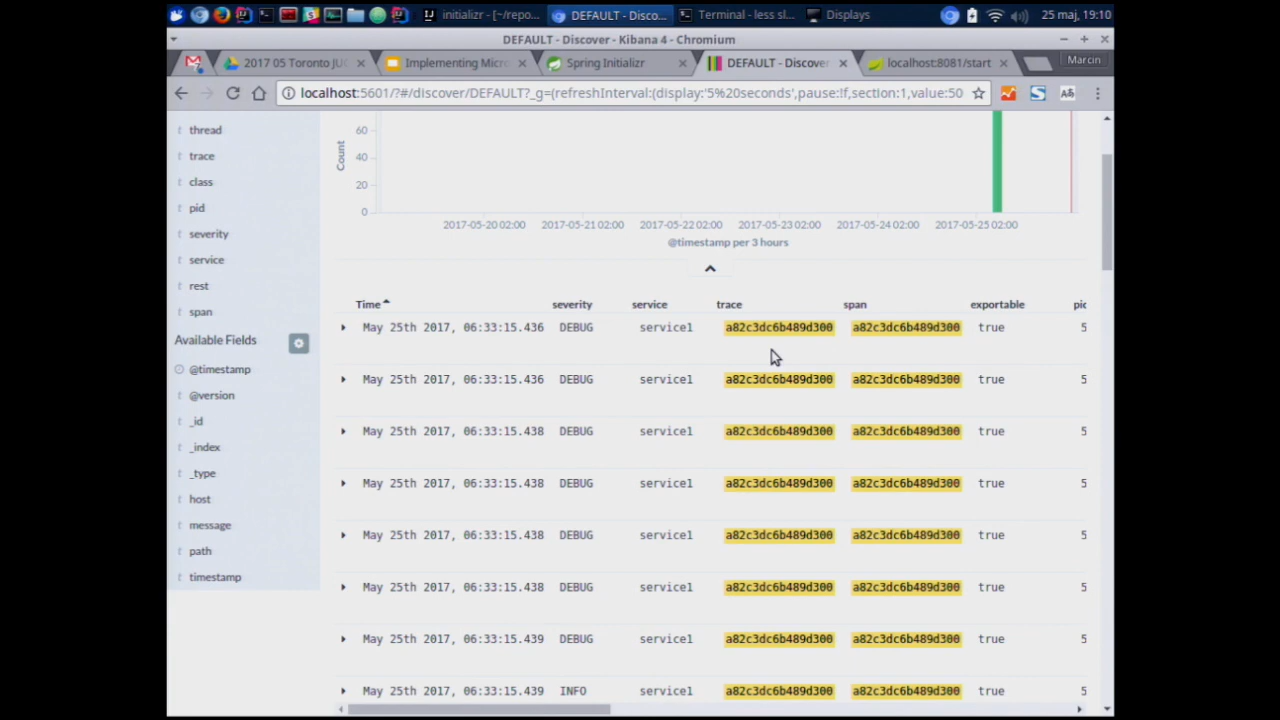 initializr - [~/repo...
DEFAULT - Disco...
Terminal - less sl...
Displays
25 maj, 19:10
DEFAULT - Discover - Kibana 4 - Chromium
2017 05 Toronto JU
Implementing Micr
Spring Initializr
DEFAULT - Discover
localhost:8081/start
Marcin
localhost:5601/?#/discover/DEFAULT?_g=(refreshInterval:(display:'5%20seconds',pause:!f,section:1,value:50
t thread
t trace
t class
t pid
t severity
t service
t rest
t span
Available Fields
@timestamp
t @version
t _id
t _index
t _type
t host
t message
t path
t timestamp
Count
60
40
20
0
2017-05-20 02:00 2017-05-21 02:00 2017-05-22 02:00 2017-05-23 02:00 2017-05-24 02:00 2017-05-25 02:00
@timestamp per 3 hours
Time severity service trace span exportable pic
May 25th 2017, 06:33:15.436 DEBUG service1 a82c3dc6b489d300 a82c3dc6b489d300 true 5
May 25th 2017, 06:33:15.436 DEBUG service1 a82c3dc6b489d300 a82c3dc6b489d300 true 5
May 25th 2017, 06:33:15.438 DEBUG service1 a82c3dc6b489d300 a82c3dc6b489d300 true 5
May 25th 2017, 06:33:15.438 DEBUG service1 a82c3dc6b489d300 a82c3dc6b489d300 true 5
May 25th 2017, 06:33:15.438 DEBUG service1 a82c3dc6b489d300 a82c3dc6b489d300 true 5
May 25th 2017, 06:33:15.438 DEBUG service1 a82c3dc6b489d300 a82c3dc6b489d300 true 5
May 25th 2017, 06:33:15.439 DEBUG service1 a82c3dc6b489d300 a82c3dc6b489d300 true 5
May 25th 2017, 06:33:15.439 INFO service1 a82c3dc6b489d300 a82c3dc6b489d300 true 5